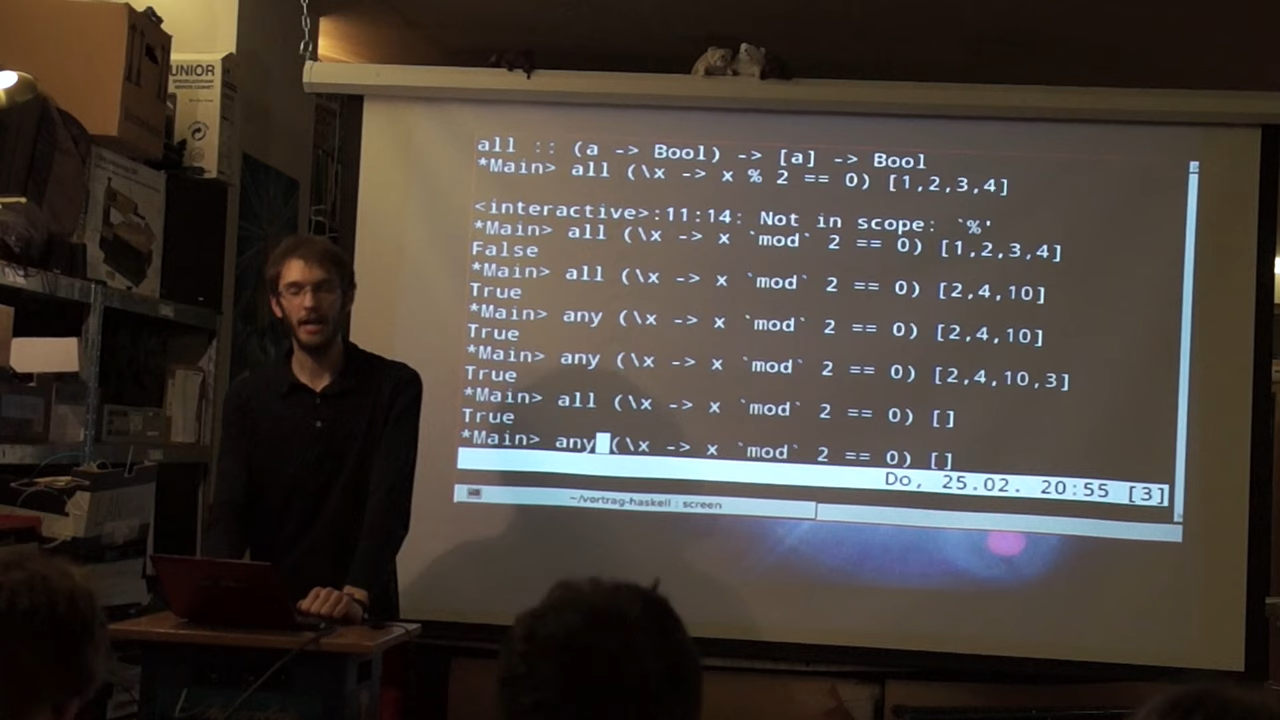 UNIOR
all :: (a -> Bool) -> [a] -> Bool
*Main> all (\x -> x % 2 == 0) [1,2,3,4]
<interactive>:11:14: Not in scope: `%'
*Main> all (\x -> x `mod` 2 == 0) [1,2,3,4]
False
*Main> all (\x -> x `mod` 2 == 0) [2,4,10]
True
*Main> any (\x -> x `mod` 2 == 0) [2,4,10]
True
*Main> any (\x -> x `mod` 2 == 0) [2,4,10,3]
True
*Main> all (\x -> x `mod` 2 == 0) []
True
*Main> any (\x -> x `mod` 2 == 0) []
Do, 25.02. 20:55 [3]
~/vortrag-haskell : screen